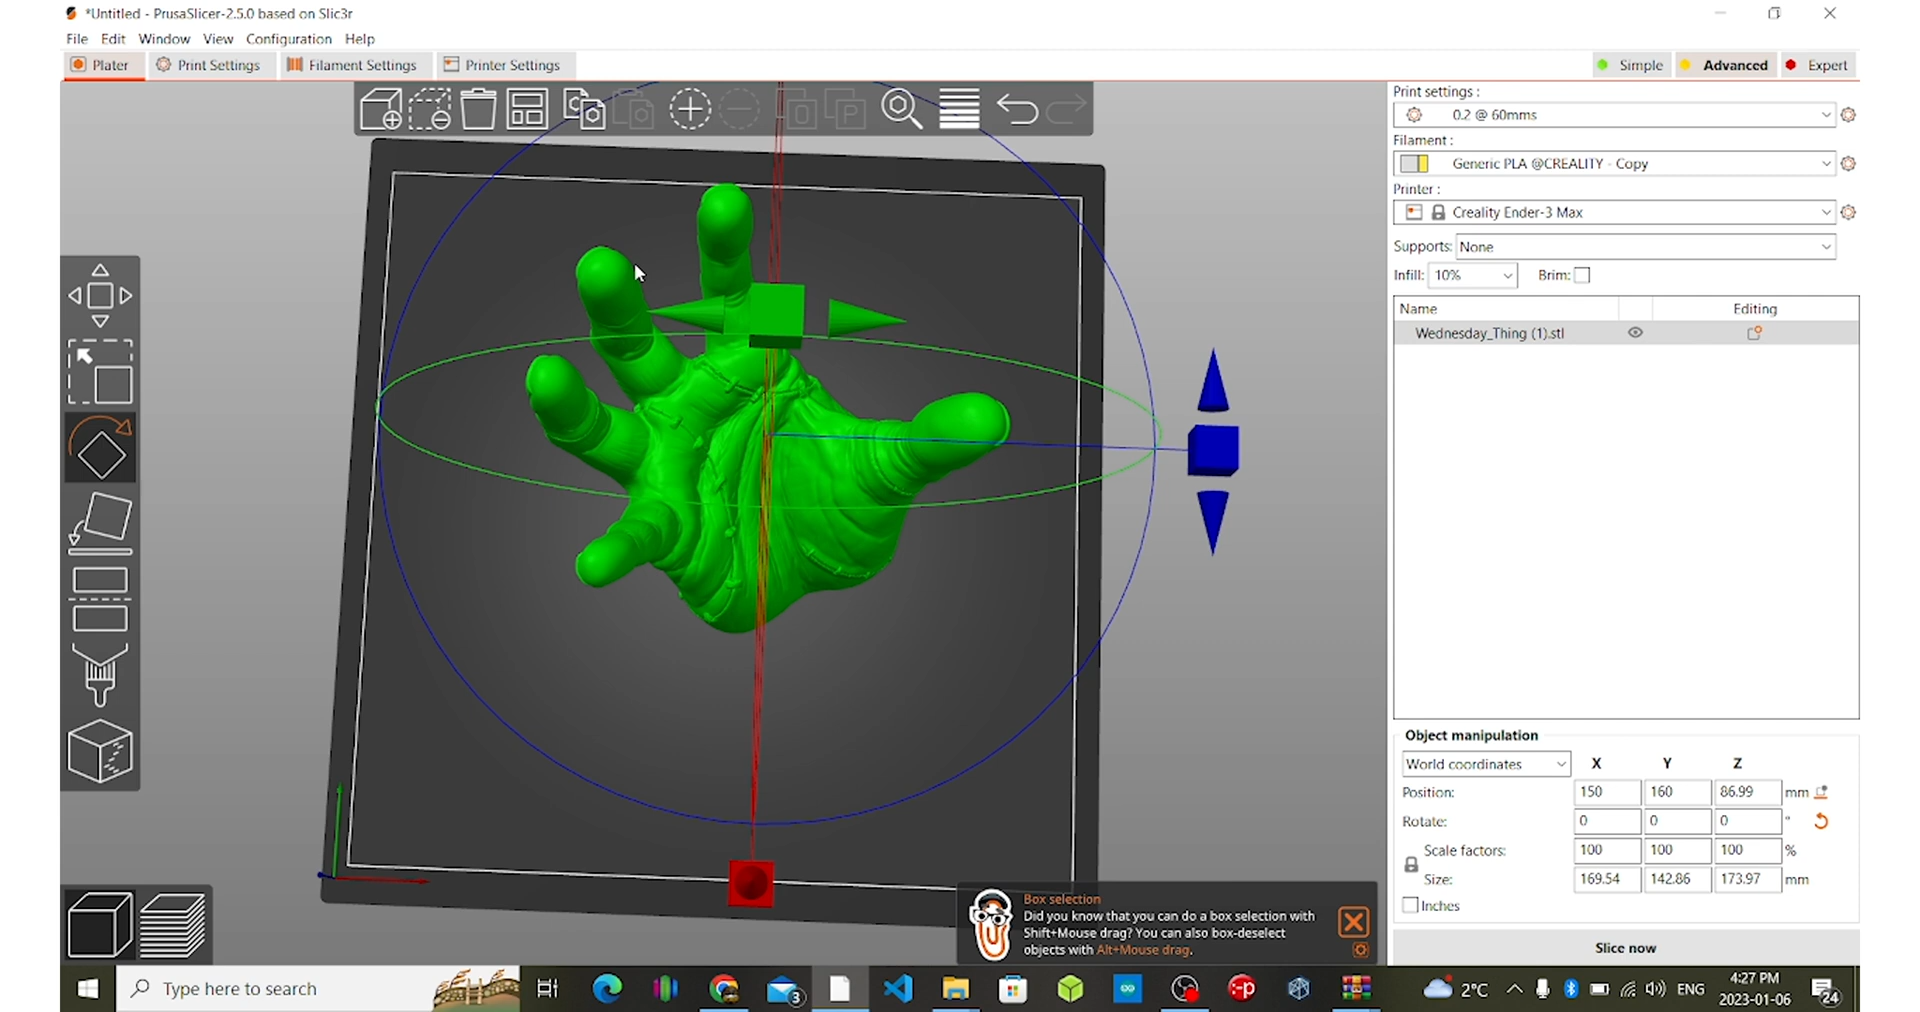 *Untitled - PrusaSlicer-2.5.0 based on Slic3r
File Edit Window View Configuration Help
Plater Print Settings Filament Settings Printer Settings Simple Advanced Expert
Print settings :
0.2 @ 60mms
Filament :
Generic PLA @CREALITY - Copy
Printer :
Creality Ender-3 Max
Supports: None
Infill: 10% Brim:
Name Editing
Wednesday_Thing (1).stl
Object manipulation
World coordinates X Y Z
Position: 150 160 86.99 mm
Rotate: 0 0 0 °
Scale factors: 100 100 100 %
Size: 169.54 142.86 173.97 mm
Inches
Slice now
Box selection
Did you know that you can do a box selection with
Shift+Mouse drag? You can also box-deselect
objects with Alt+Mouse drag.
Type here to search
3
2°C
ENG
4:27 PM
2023-01-06
24